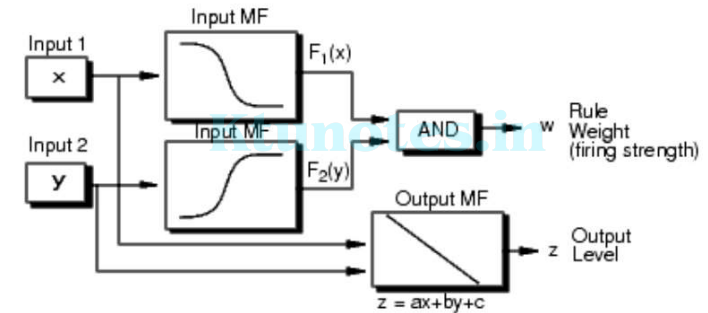 Input MF
Input 1
x
F1(x)
Input MF
Input 2
y
F2(y)
AND
w
Rule
Weight
(firing strength)
Ktunotes.in
Output MF
z
Output
Level
z = ax+by+c